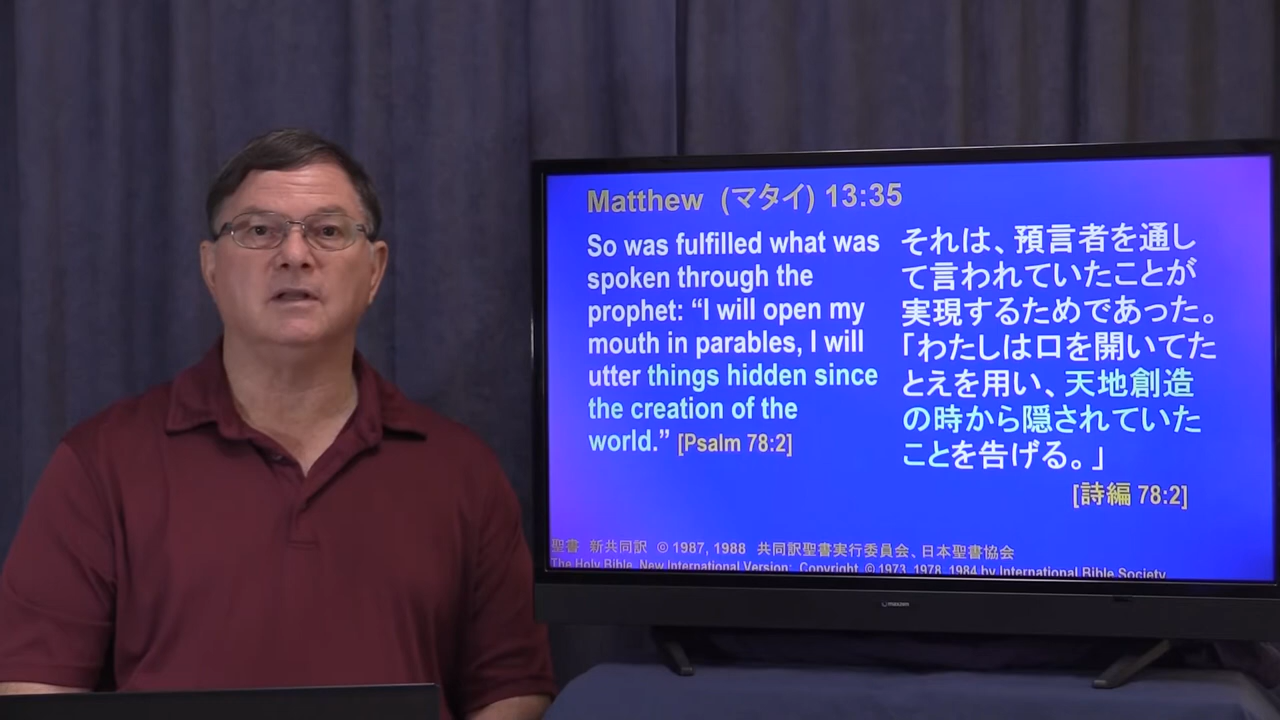 Matthew (マタイ) 13:35
So was fulfilled what was
spoken through the
prophet: “I will open my
mouth in parables, I will
utter things hidden since
the creation of the
world.” [Psalm 78:2]
それは、預言者を通し
て言われていたことが
実現するためであった。
「わたしは口を開いてた
とえを用い、天地創造
の時から隠されていた
ことを告げる。」
[詩編 78:2]
聖書 新共同訳 © 1987, 1988 共同訳聖書実行委員会、日本聖書協会
The Holy Bible, New International Version; Copyright © 1973, 1978, 1984 by International Bible Society
maxzen